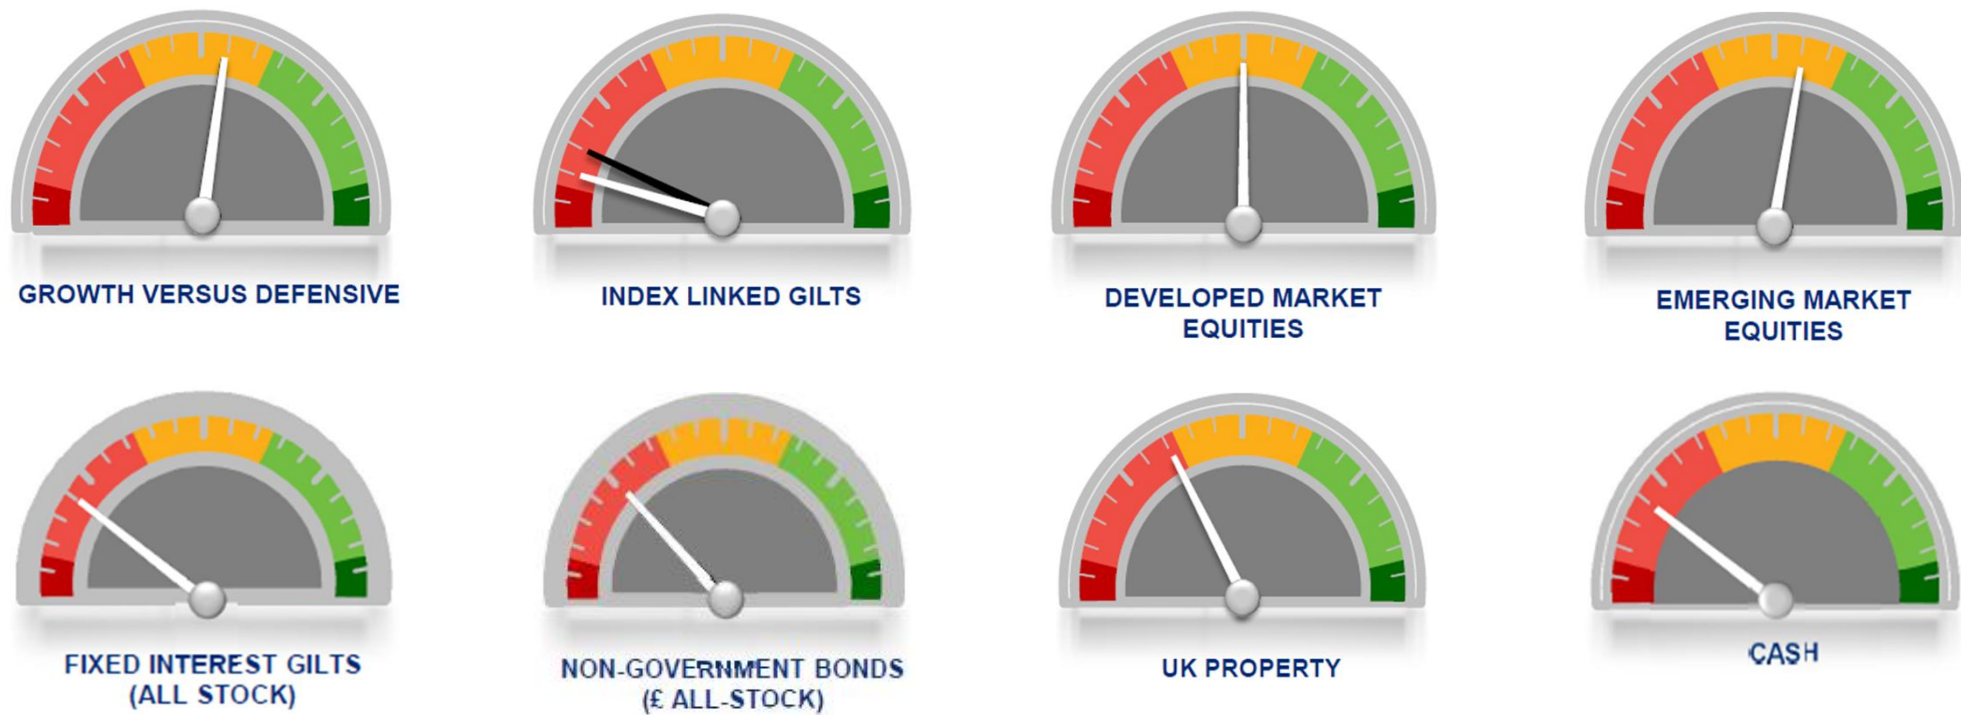 GROWTH VERSUS DEFENSIVE
INDEX LINKED GILTS
DEVELOPED MARKET
EQUITIES
EMERGING MARKET
EQUITIES
FIXED INTEREST GILTS
(ALL STOCK)
NON-GOVERNMENT BONDS
(£ ALL-STOCK)
UK PROPERTY
CASH